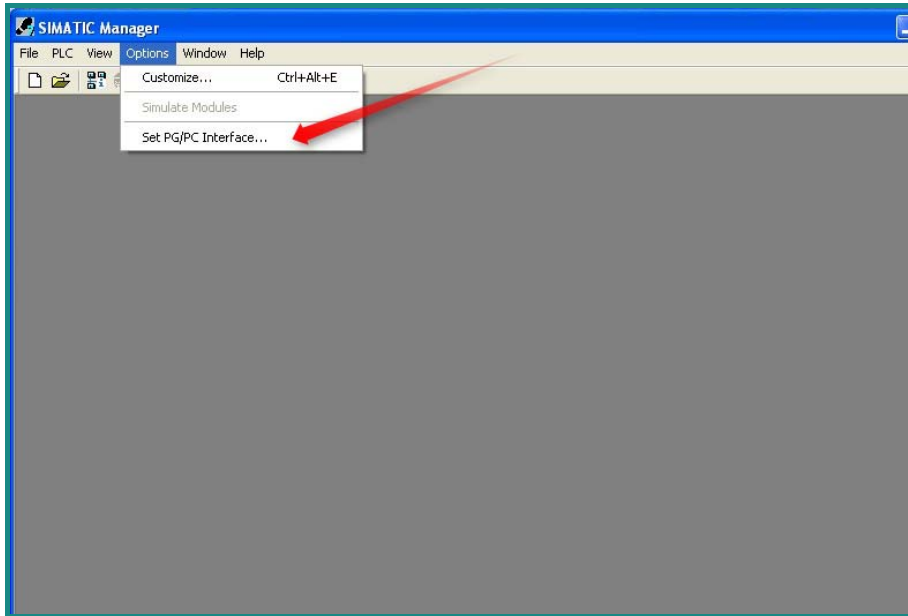 SIMATIC Manager
File PLC View Options Window Help
Customize... Ctrl+Alt+E
Simulate Modules
Set PG/PC Interface...